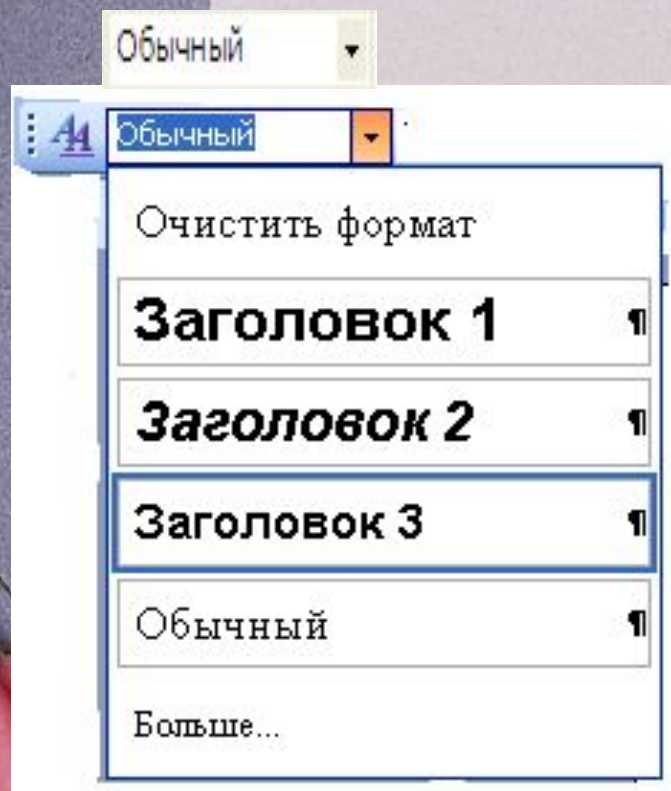 Обычный
Обычный
Очистить формат
Заголовок 1 ¶
Заголовок 2 ¶
Заголовок 3 ¶
Обычный ¶
Больше...